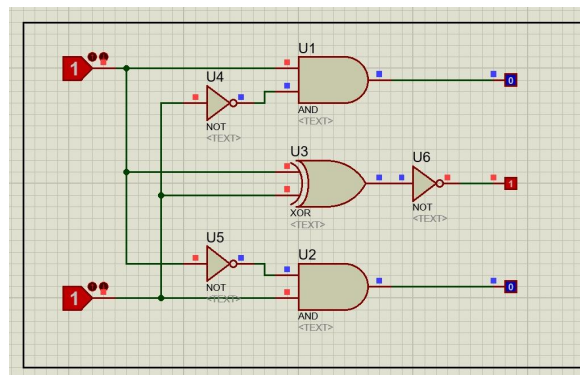 U1
1
U4
0
AND
<TEXT>
NOT
<TEXT>
U3
U6
1
XOR
<TEXT>
NOT
<TEXT>
U5
U2
1
NOT
<TEXT>
0
AND
<TEXT>